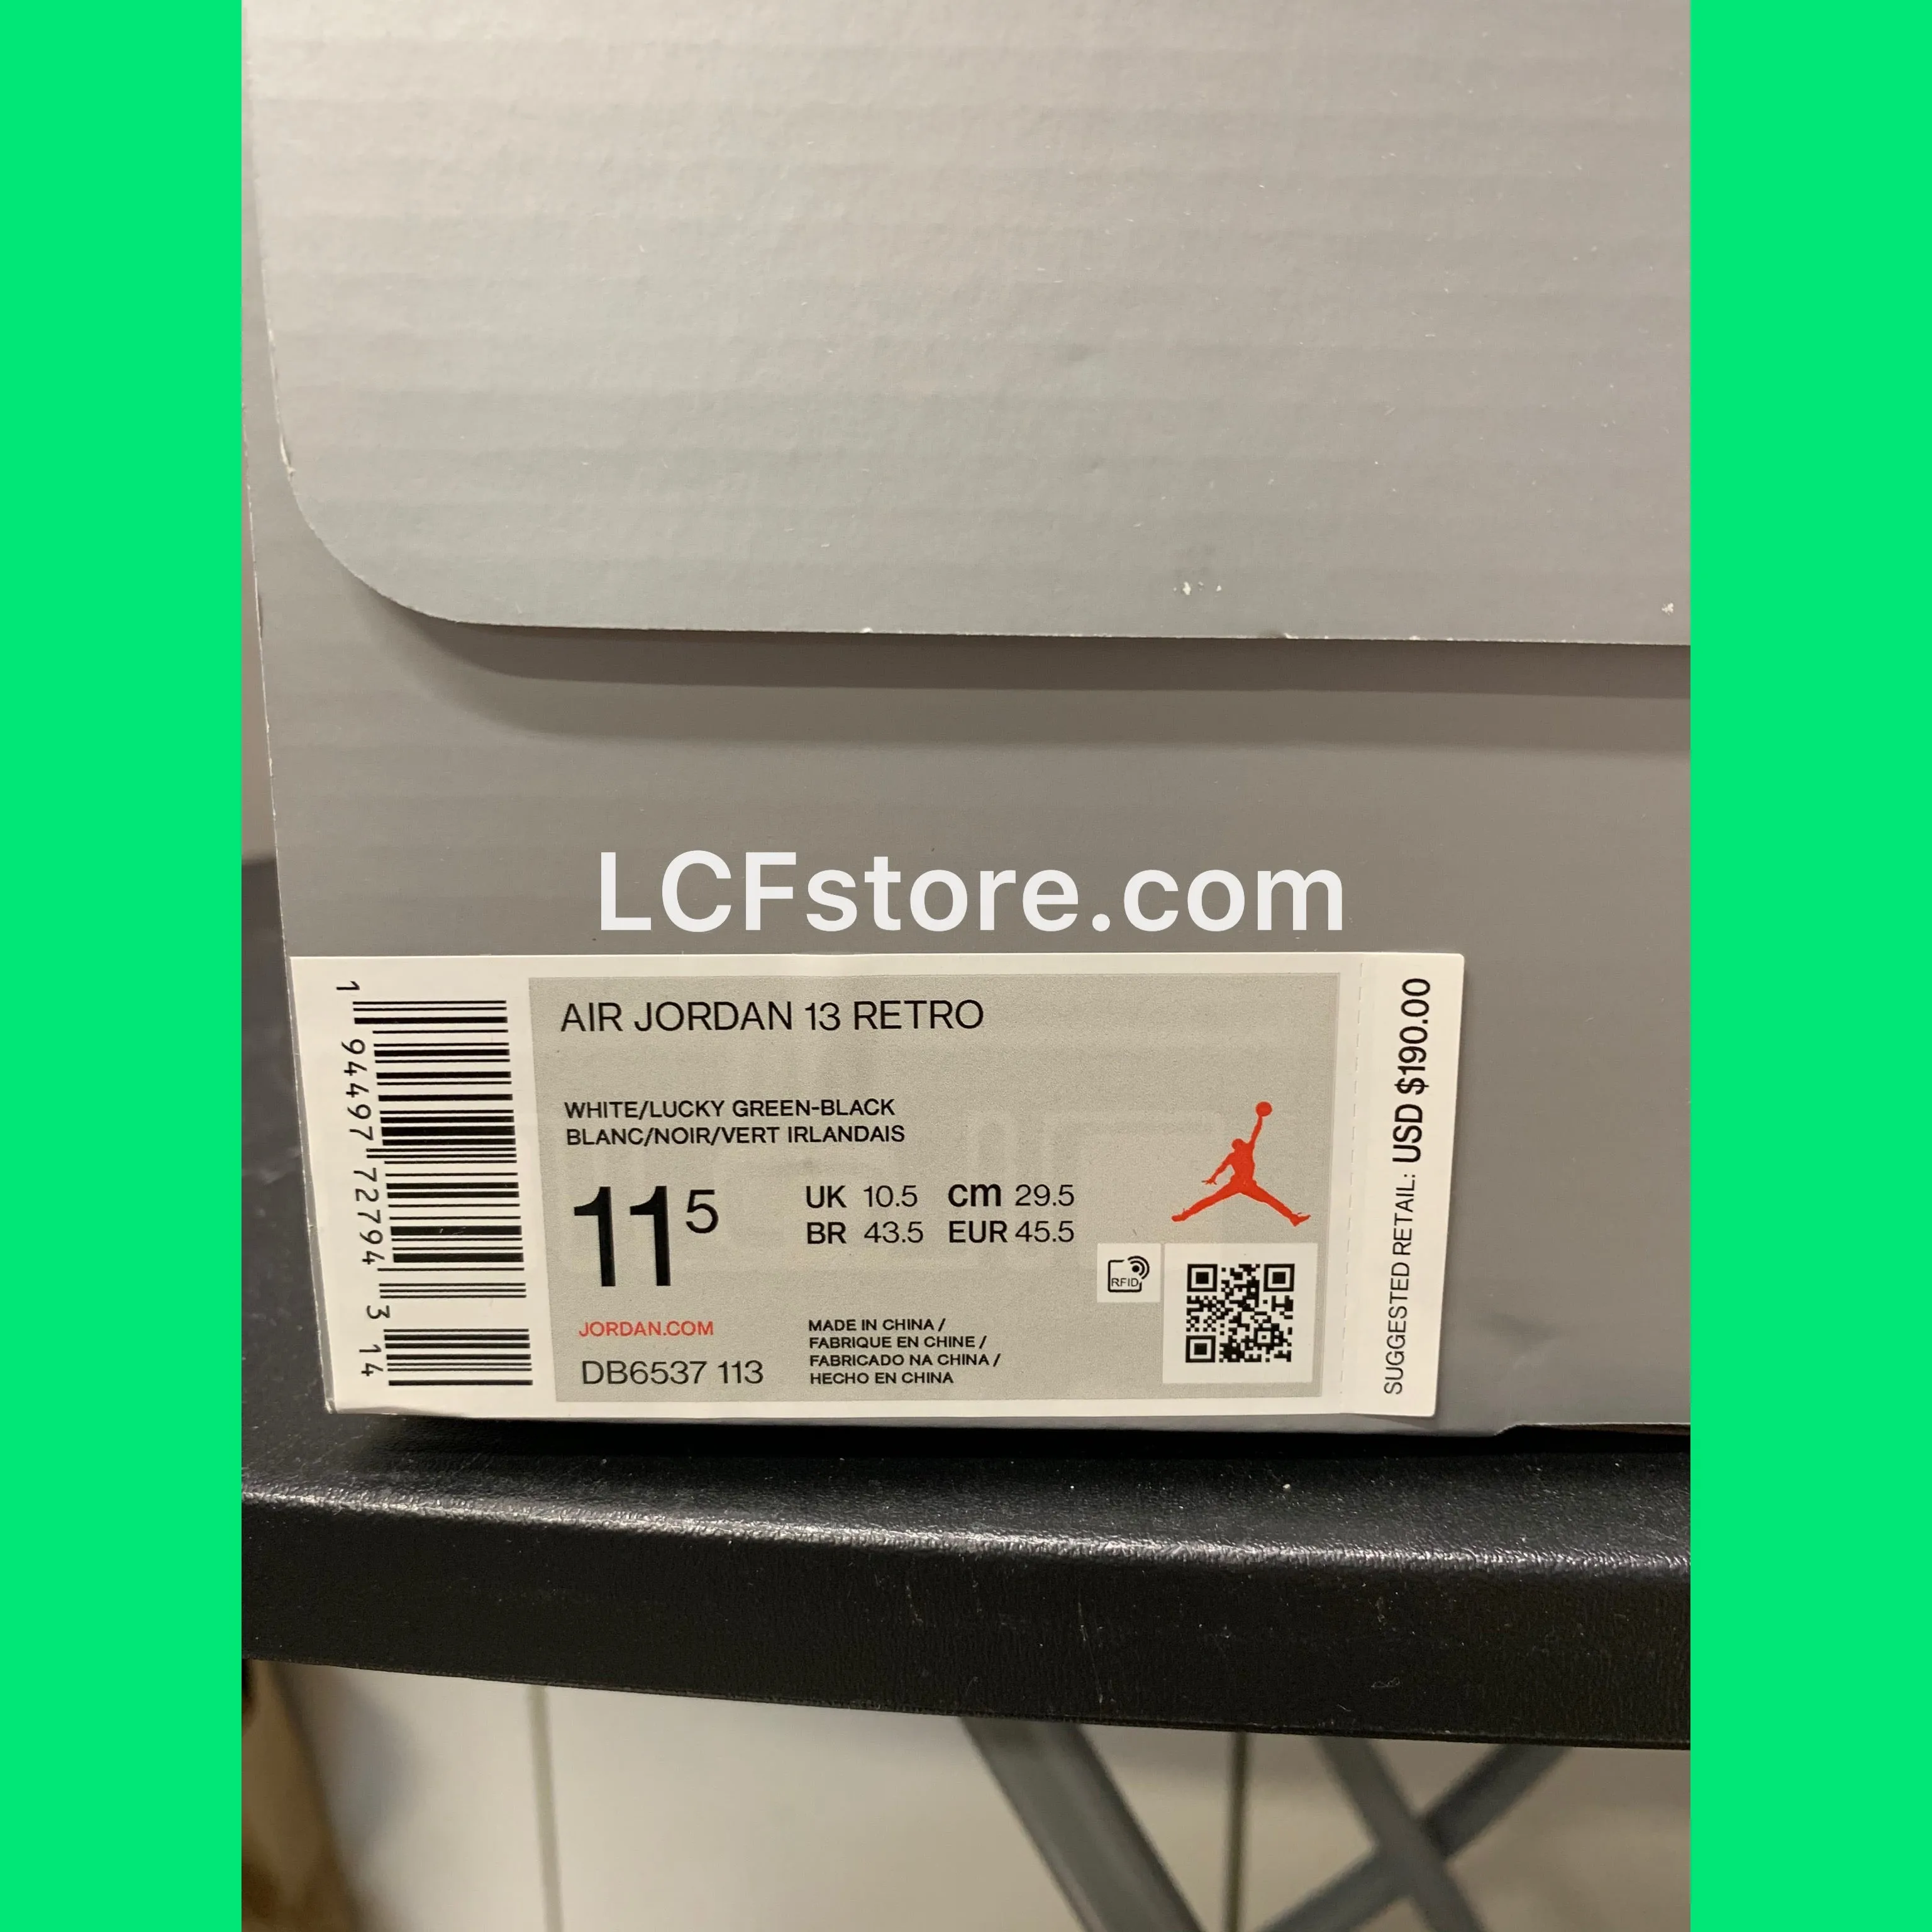 LCFstore.com
1 94497 72794 3 14
AIR JORDAN 13 RETRO
WHITE/LUCKY GREEN-BLACK
BLANC/NOIR/VERT IRLANDAIS
11 5
UK 10.5 cm 29.5
BR 43.5 EUR 45.5
RFID
JORDAN.COM
DB6537 113
MADE IN CHINA /
FABRIQUE EN CHINE /
FABRICADO NA CHINA /
HECHO EN CHINA
SUGGESTED RETAIL: USD $190.00